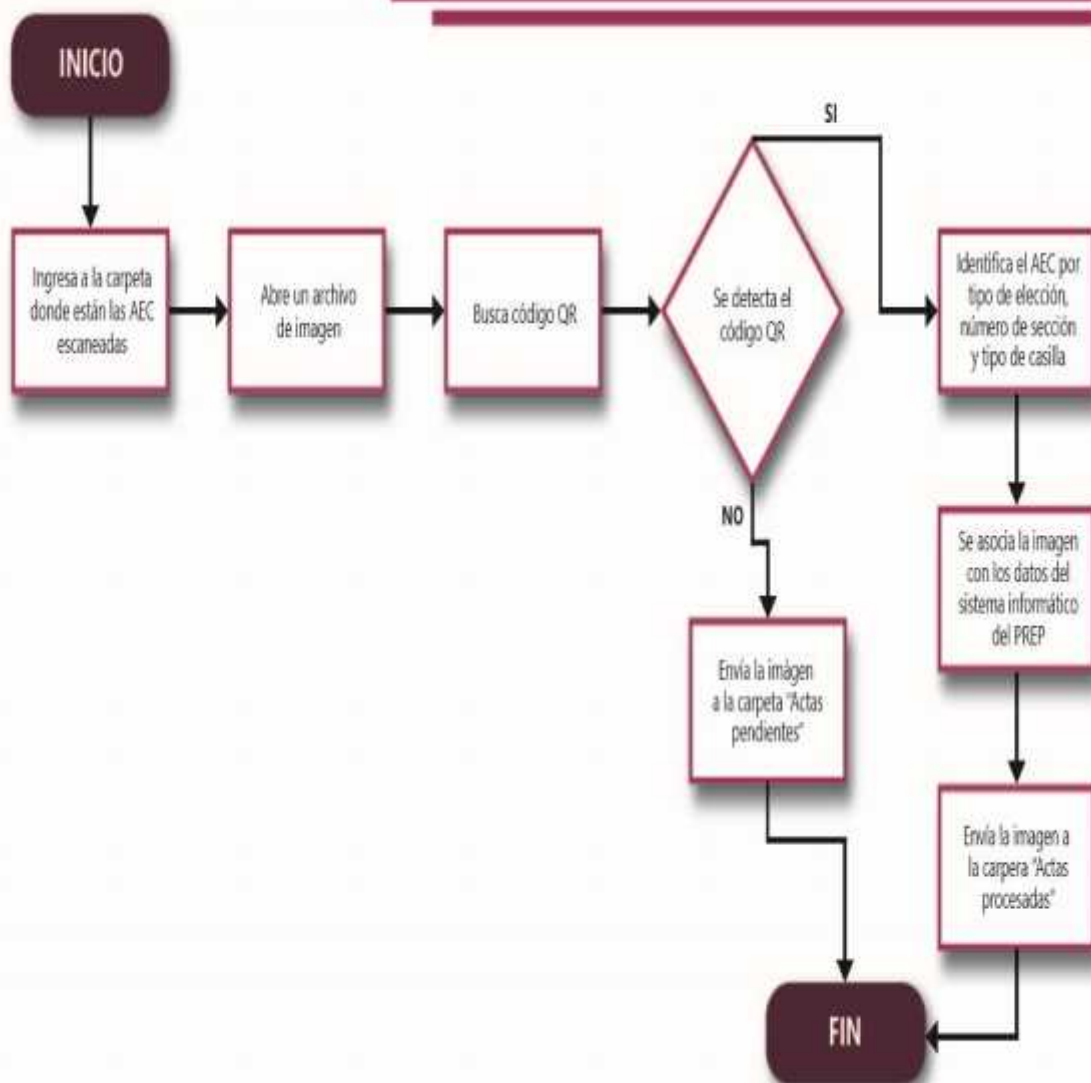 INICIO
Ingresa a la carpeta
donde están las AEC
escaneadas
Abre un archivo
de imagen
Busca código QR
Se detecta el
código QR
SI
Identifica el AEC por
tipo de elección,
número de sección
y tipo de casilla
Se asocia la imagen
con los datos del
sistema informático
del PREP
Envía la imagen a
la carpera "Actas
procesadas"
NO
Envía la imágen
a la carpeta "Actas
pendientes"
FIN